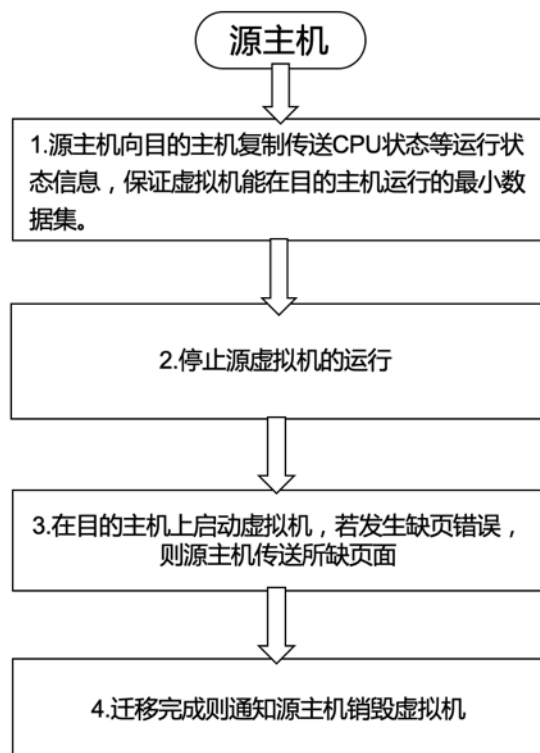 源主机
1.源主机向目的主机复制传送CPU状态等运行状
态信息，保证虚拟机能在目的主机运行的最小数
据集。
2.停止源虚拟机的运行
3.在目的主机上启动虚拟机，若发生缺页错误，
则源主机传送所缺页面
4.迁移完成则通知源主机销毁虚拟机